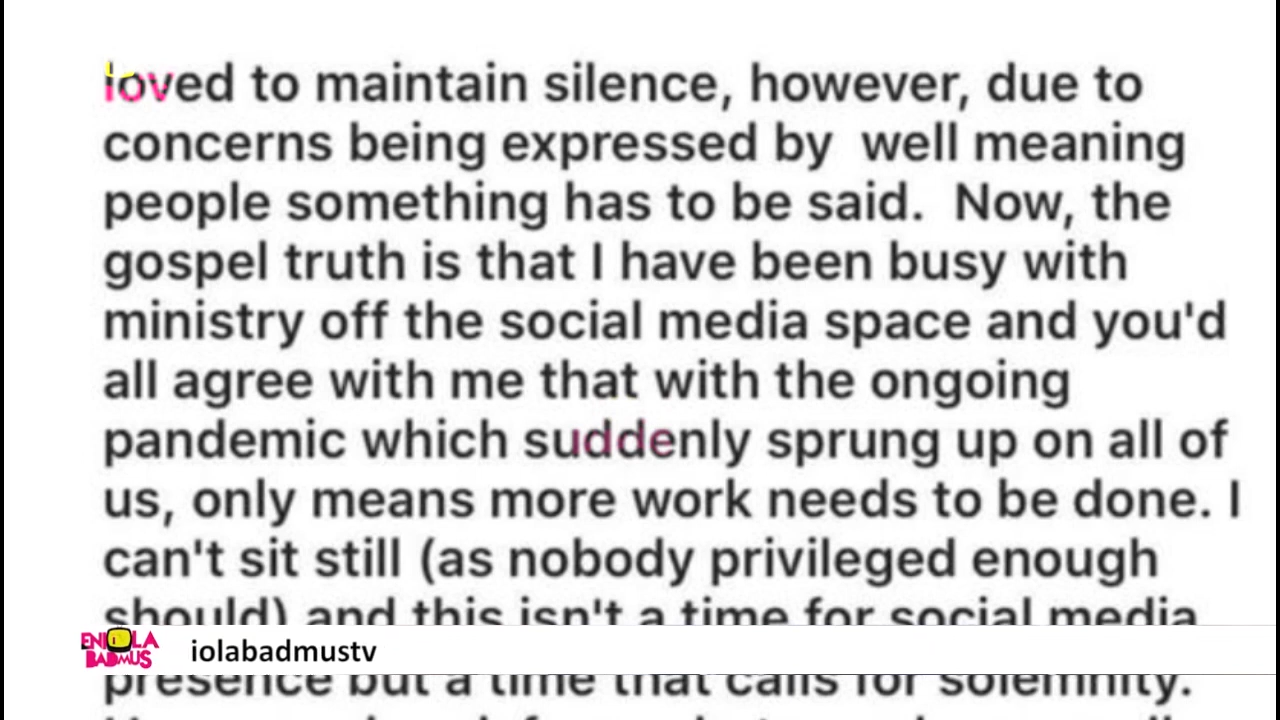 loved to maintain silence, however, due to
concerns being expressed by  well meaning
people something has to be said.  Now, the
gospel truth is that I have been busy with
ministry off the social media space and you'd
all agree with me that with the ongoing
pandemic which suddenly sprung up on all of
us, only means more work needs to be done. I
can't sit still (as nobody privileged enough
should) and this isn't a time for social media
ENIOLA
BADMUS
iolabadmustv
presence but a time that calls for solemnity.